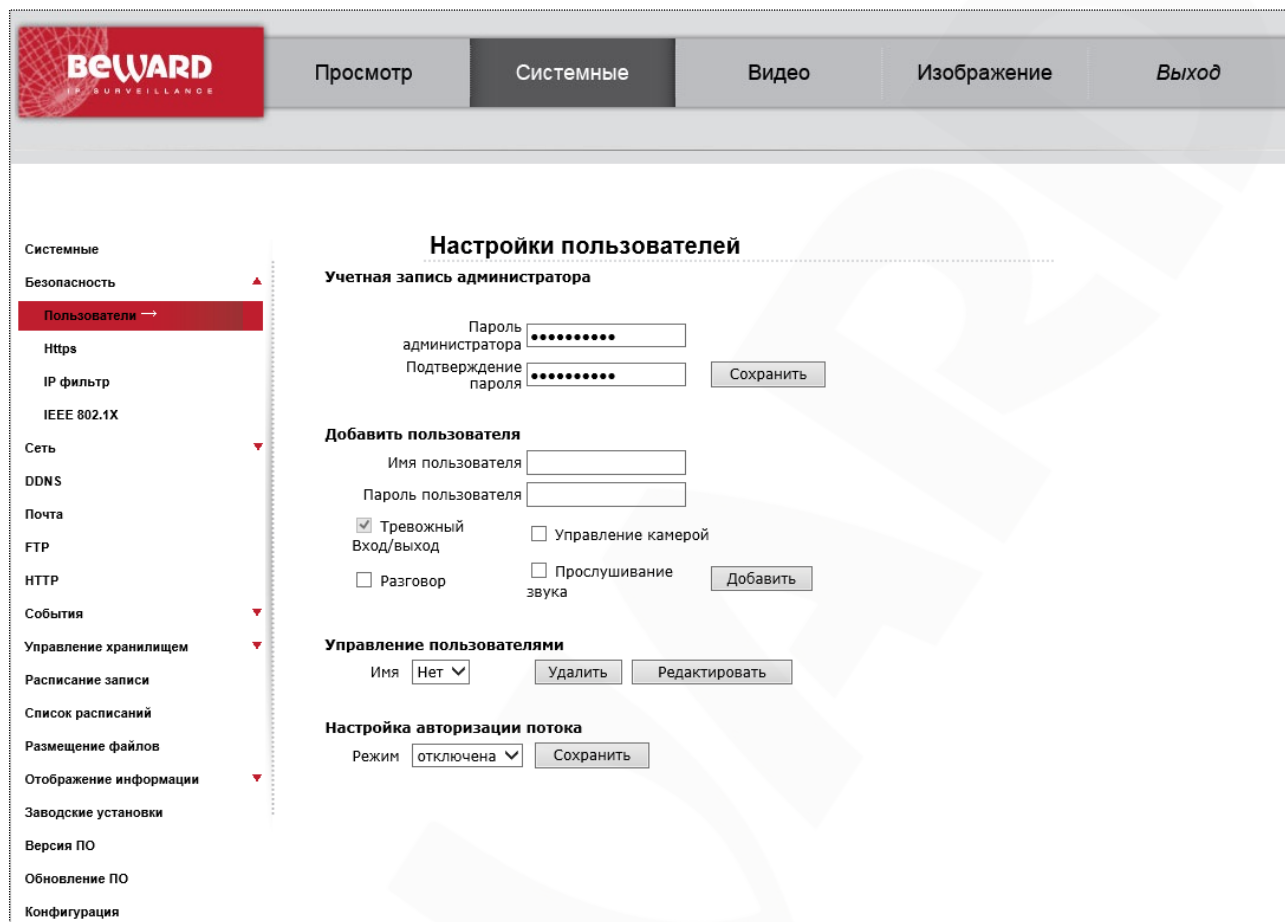 BEWARD
IP SURVEILLANCE
Просмотр
Системные
Видео
Изображение
Выход
Системные
Безопасность
Пользователи →
Https
IP фильтр
IEEE 802.1X
Сеть
DDNS
Почта
FTP
HTTP
События
Управление хранилищем
Расписание записи
Список расписаний
Размещение файлов
Отображение информации
Заводские установки
Версия ПО
Обновление ПО
Конфигурация
Настройки пользователей
Учетная запись администратора
Пароль
администратора ••••••••••
Подтверждение
пароля ••••••••••
Сохранить
Добавить пользователя
Имя пользователя
Пароль пользователя
Тревожный
Вход/выход
Управление камерой
Разговор
Прослушивание
звука
Добавить
Управление пользователями
Имя Нет Удалить Редактировать
Настройка авторизации потока
Режим отключена Сохранить